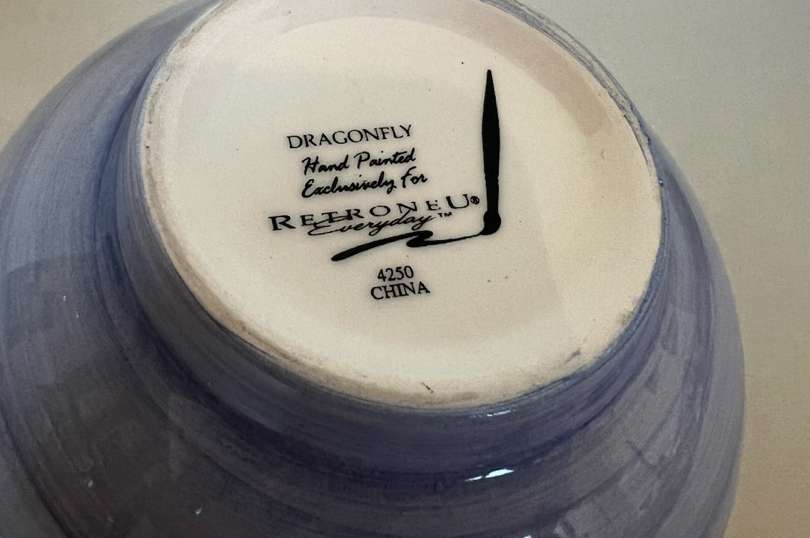 DRAGONFLY
Hand Painted
Exclusively For
RETRONEU®
Everyday™
4250
CHINA